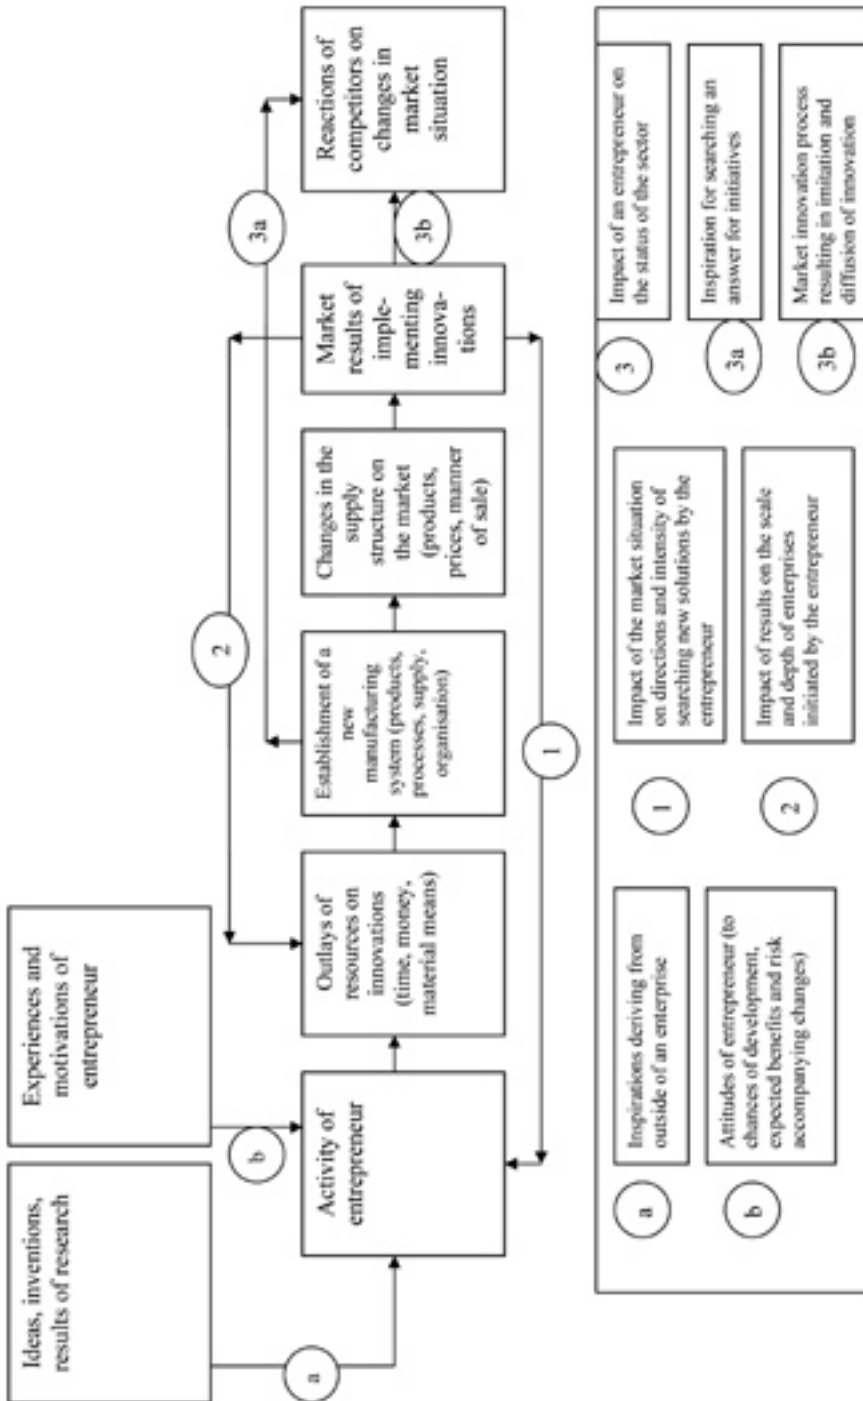 Ideas, inventions,
results of research
Experiences and
motivations of
entrepreneur
a
b
2
3a
Activity of
entrepreneur
Outlays of
resources on
innovations
(time, money,
material means)
Establishment of a
new
manufacturing
system (products,
processes, supply,
organisation)
Changes in the
supply
structure on
the market
(products,
prices, manner
of sale)
Market
results of
imple-
menting
innova-
tions
3b
Reactions of
competitors on
changes in
market
situation
1
a
Inspirations deriving from
outside of an enterprise
b
Attitudes of entrepreneur (to
chances of development,
expected benefits and risk
accompanying changes)
1
Impact of the market situation
on directions and intensity of
searching new solutions by the
entrepreneur
2
Impact of results on the scale
and depth of enterprises
initiated by the entrepreneur
3
Impact of an entrepreneur on
the status of the sector
3a
Inspiration for searching an
answer for initiatives
3b
Market innovation process
resulting in imitation and
diffusion of innovation